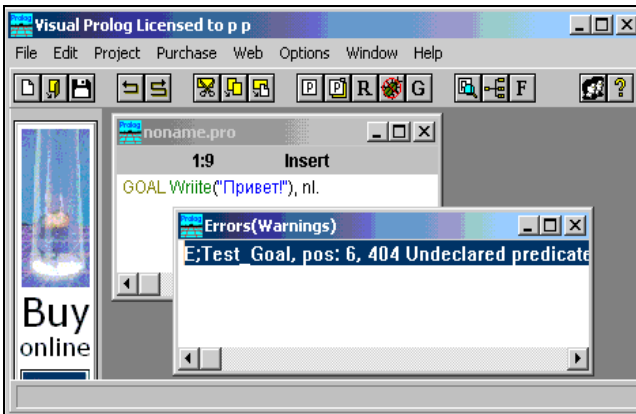 Visual Prolog Licensed to p p
File Edit Project Purchase Web Options Window Help
P P R G F
noname.pro
1:9 Insert
GOAL Wriite("Привет!"), nl.
Errors(Warnings)
E;Test_Goal, pos: 6, 404 Undeclared predicate
Buy
online